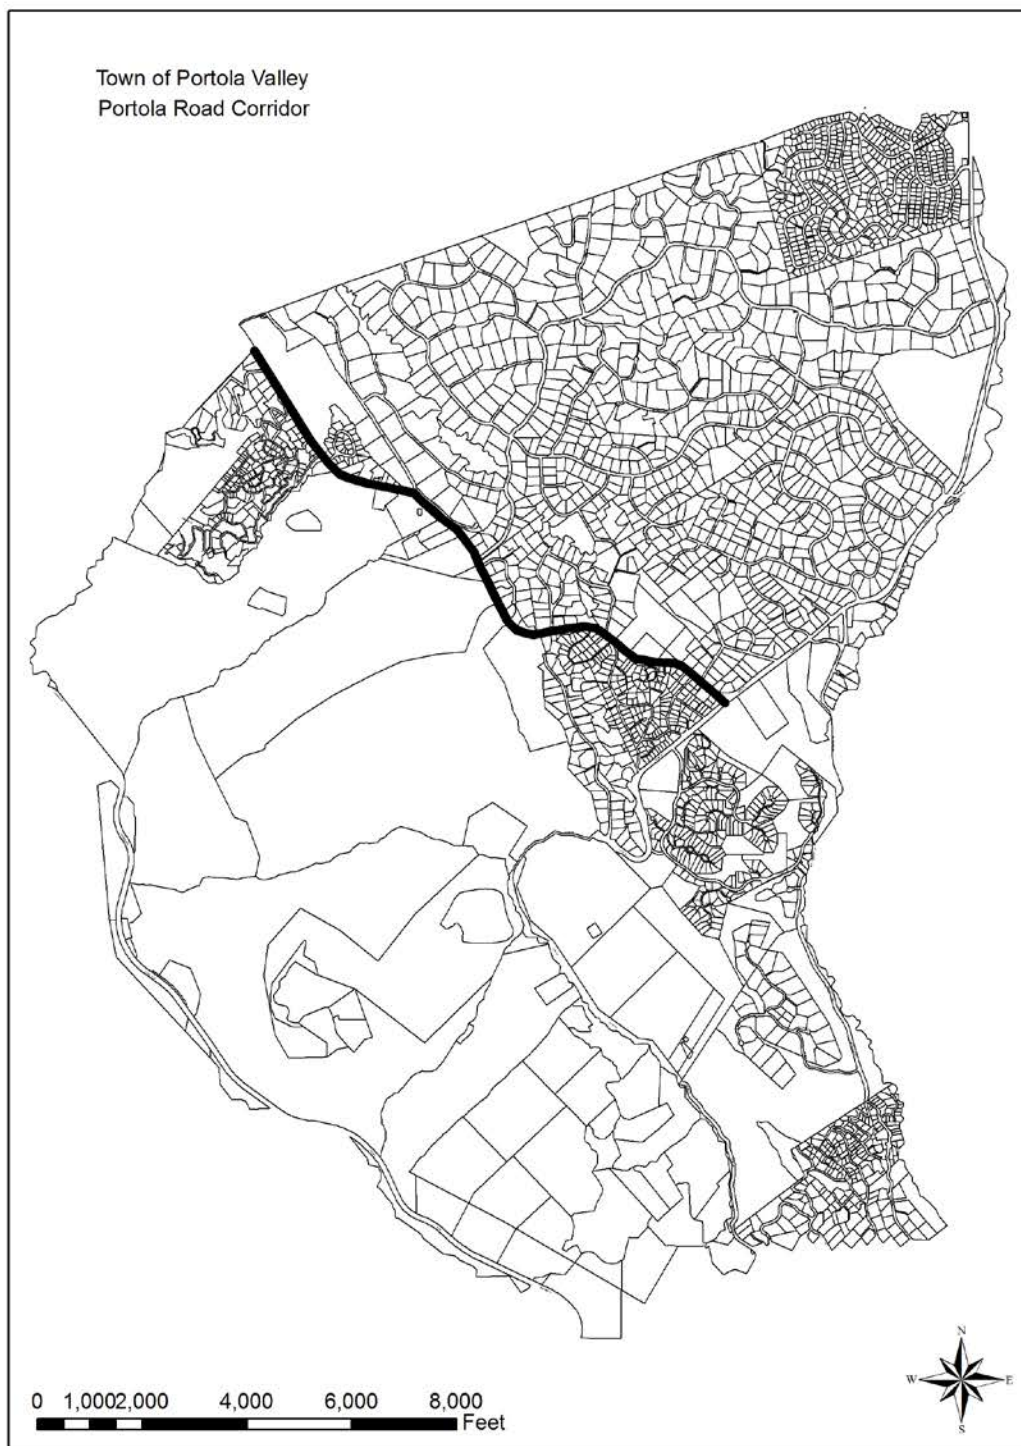 Town of Portola Valley
Portola Road Corridor
N
W E
S
0 1,0002,000 4,000 6,000 8,000
Feet